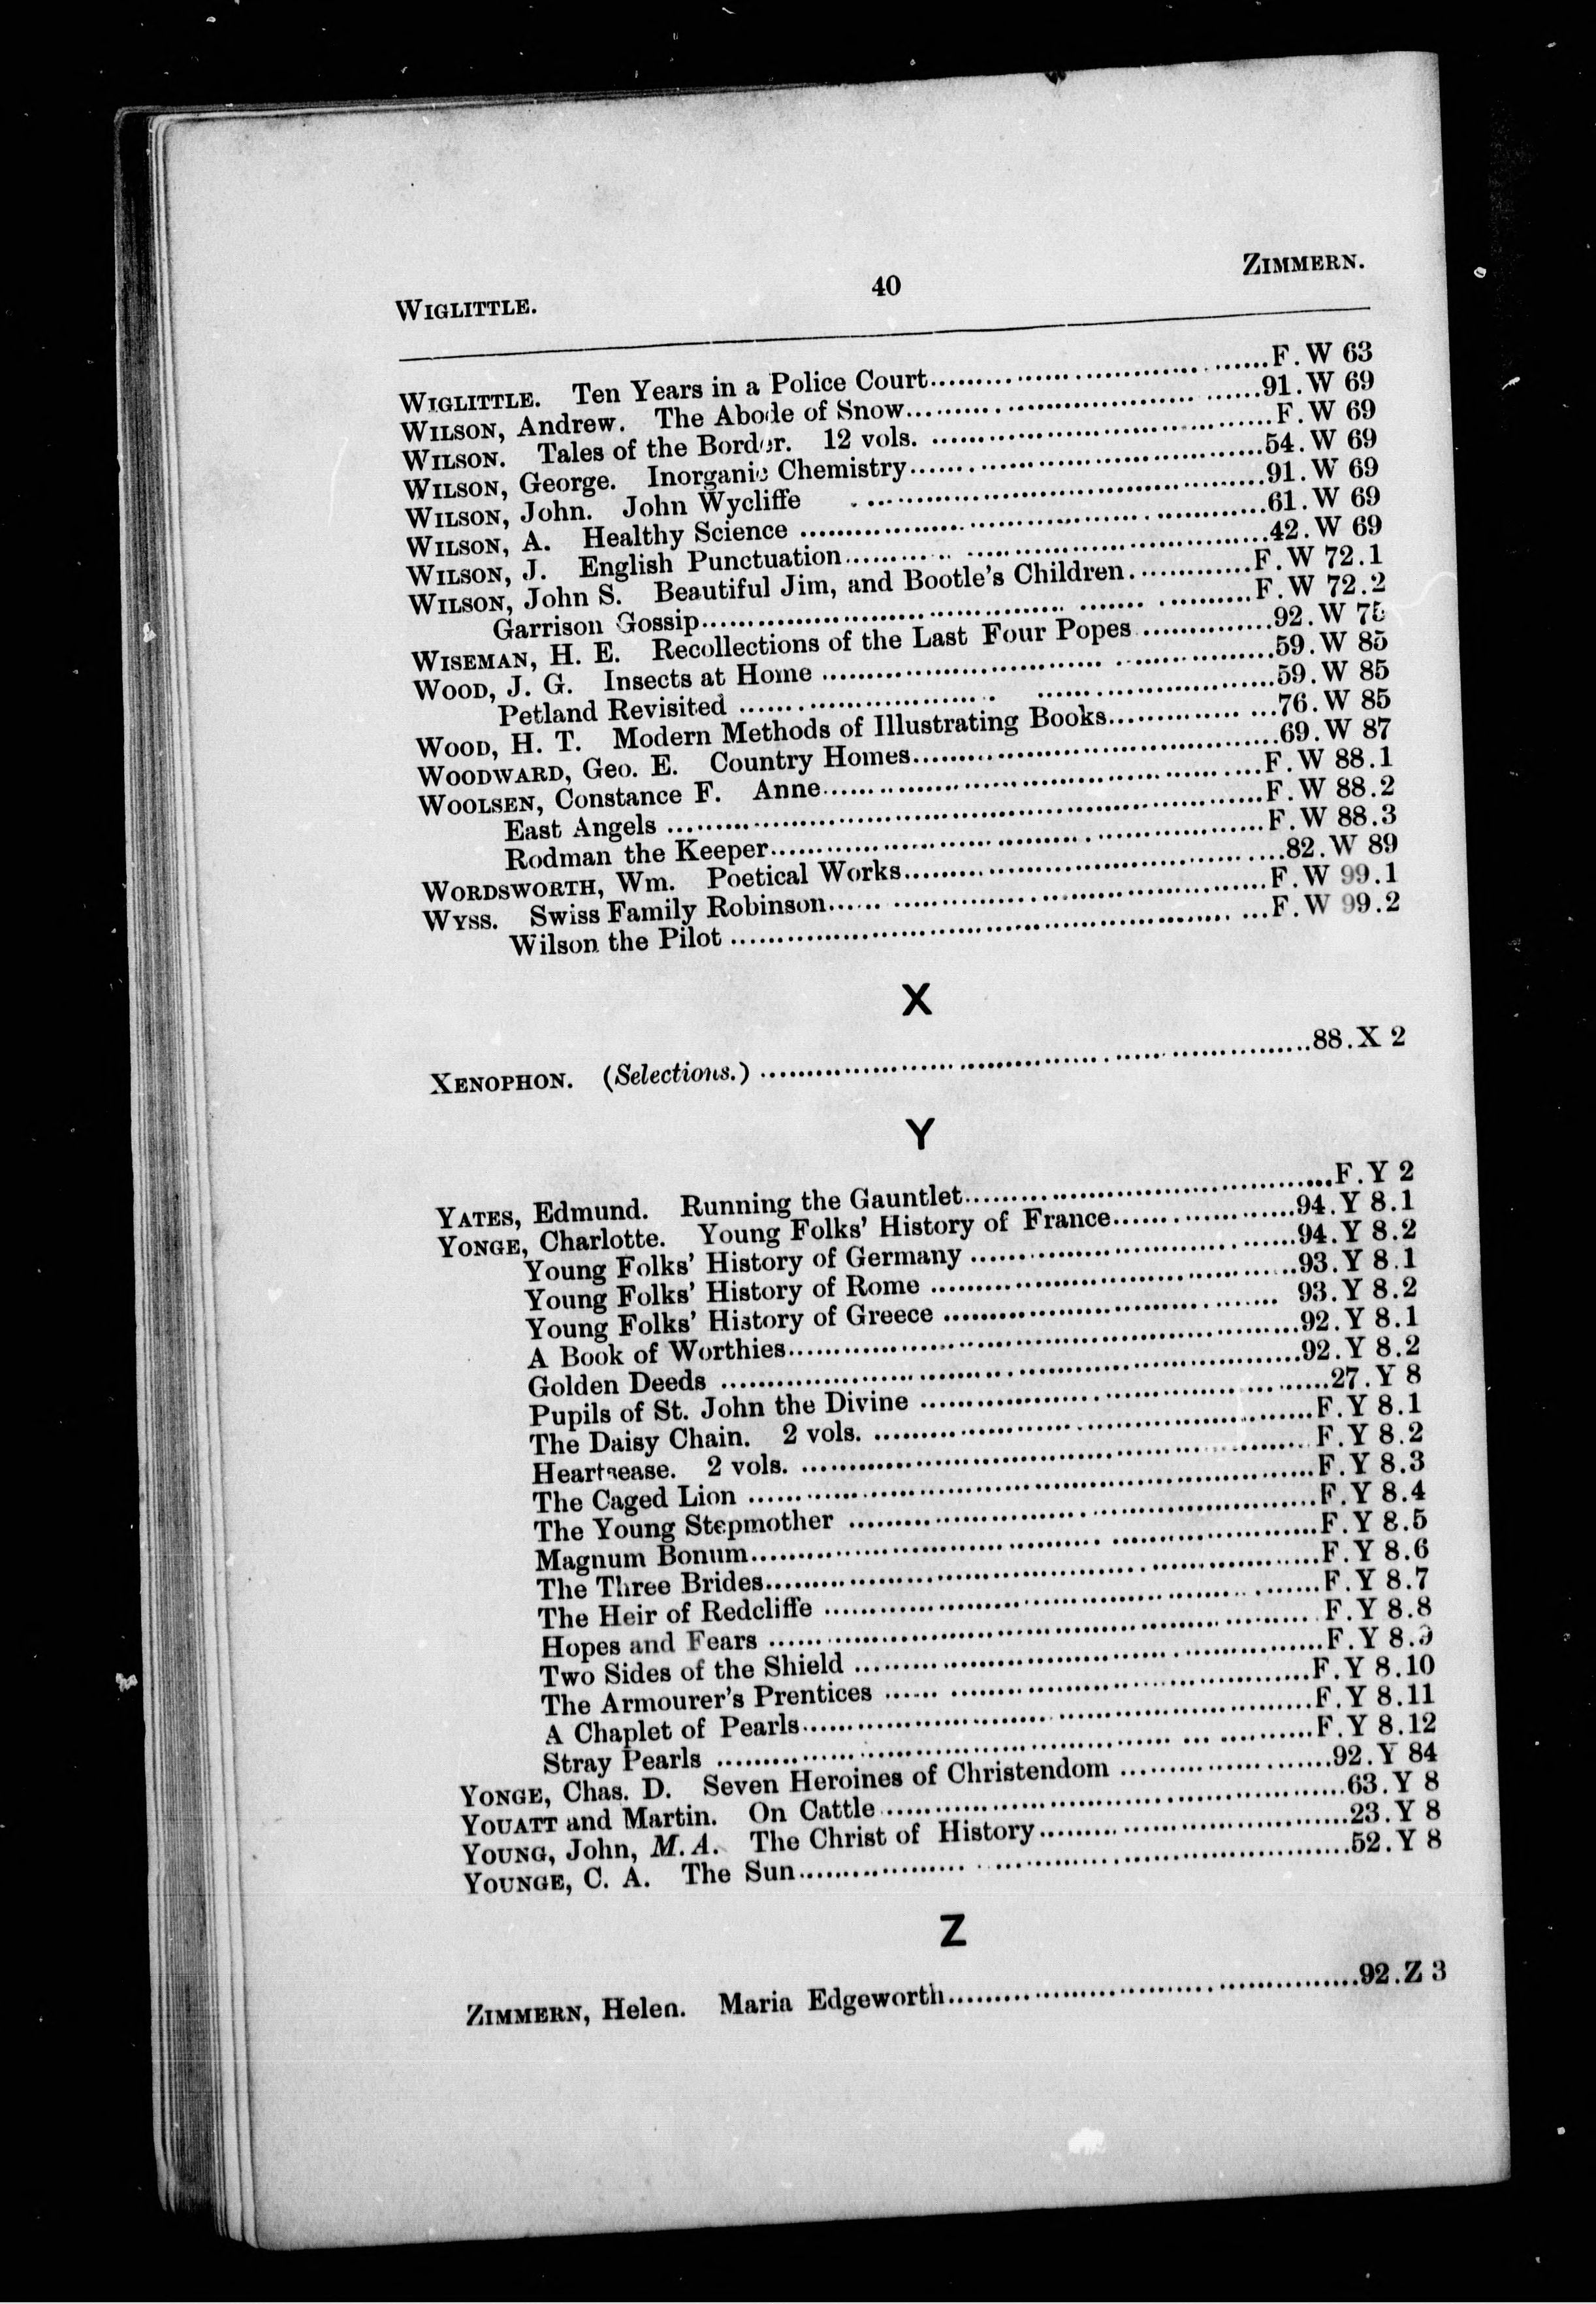 WIGLITTLE. 40 ZIMMERN.
WIGLITTLE. Ten Years in a Police Court....................F. W 63
WILSON, Andrew. The Abode of Snow....................91. W 69
WILSON. Tales of the Border. 12 vols. ....................F. W 69
WILSON, George. Inorganic Chemistry....................54. W 69
WILSON, John. John Wycliffe ....................91. W 69
WILSON, A. Healthy Science ....................61. W 69
WILSON, J. English Punctuation....................42. W 69
WILSON, John S. Beautiful Jim, and Bootle's Children.............F. W 72.1
Garrison Gossip....................F. W 72.2
WISEMAN, H. E. Recollections of the Last Four Popes ..............92. W 75
WOOD, J. G. Insects at Home ....................59. W 85
Petland Revisited ....................59. W 85
WOOD, H. T. Modern Methods of Illustrating Books.................76. W 85
WOODWARD, Geo. E. Country Homes....................69. W 87
WOOLSEN, Constance F. Anne....................F. W 88.1
East Angels ....................F. W 88.2
Rodman the Keeper....................F. W 88.3
WORDSWORTH, Wm. Poetical Works....................82. W 89
WYSS. Swiss Family Robinson....................F. W 99.1
Wilson the Pilot ....................F. W 99.2
X
XENOPHON. (Selections.) ....................88. X 2
Y
YATES, Edmund. Running the Gauntlet....................F. Y 2
YONGE, Charlotte. Young Folks' History of France....................94. Y 8.1
Young Folks' History of Germany ....................94. Y 8.2
Young Folks' History of Rome ....................93. Y 8.1
Young Folks' History of Greece .................... 93. Y 8.2
A Book of Worthies....................92. Y 8.1
Golden Deeds ....................92. Y 8.2
Pupils of St. John the Divine ....................27. Y 8
The Daisy Chain. 2 vols. ....................F. Y 8.1
Heartsease. 2 vols. ....................F. Y 8.2
The Caged Lion ....................F. Y 8.3
The Young Stepmother ....................F. Y 8.4
Magnum Bonum....................F. Y 8.5
The Three Brides....................F. Y 8.6
The Heir of Redcliffe ....................F. Y 8.7
Hopes and Fears ....................F. Y 8.8
Two Sides of the Shield ....................F. Y 8.9
The Armourer's Prentices ....................F. Y 8.10
A Chaplet of Pearls....................F. Y 8.11
Stray Pearls ....................F. Y 8.12
YONGE, Chas. D. Seven Heroines of Christendom ....................92. Y 84
YOUATT and Martin. On Cattle ....................63. Y 8
YOUNG, John, M.A. The Christ of History....................23. Y 8
YOUNGE, C. A. The Sun....................52. Y 8
Z
ZIMMERN, Helen. Maria Edgeworth....................92. Z 3